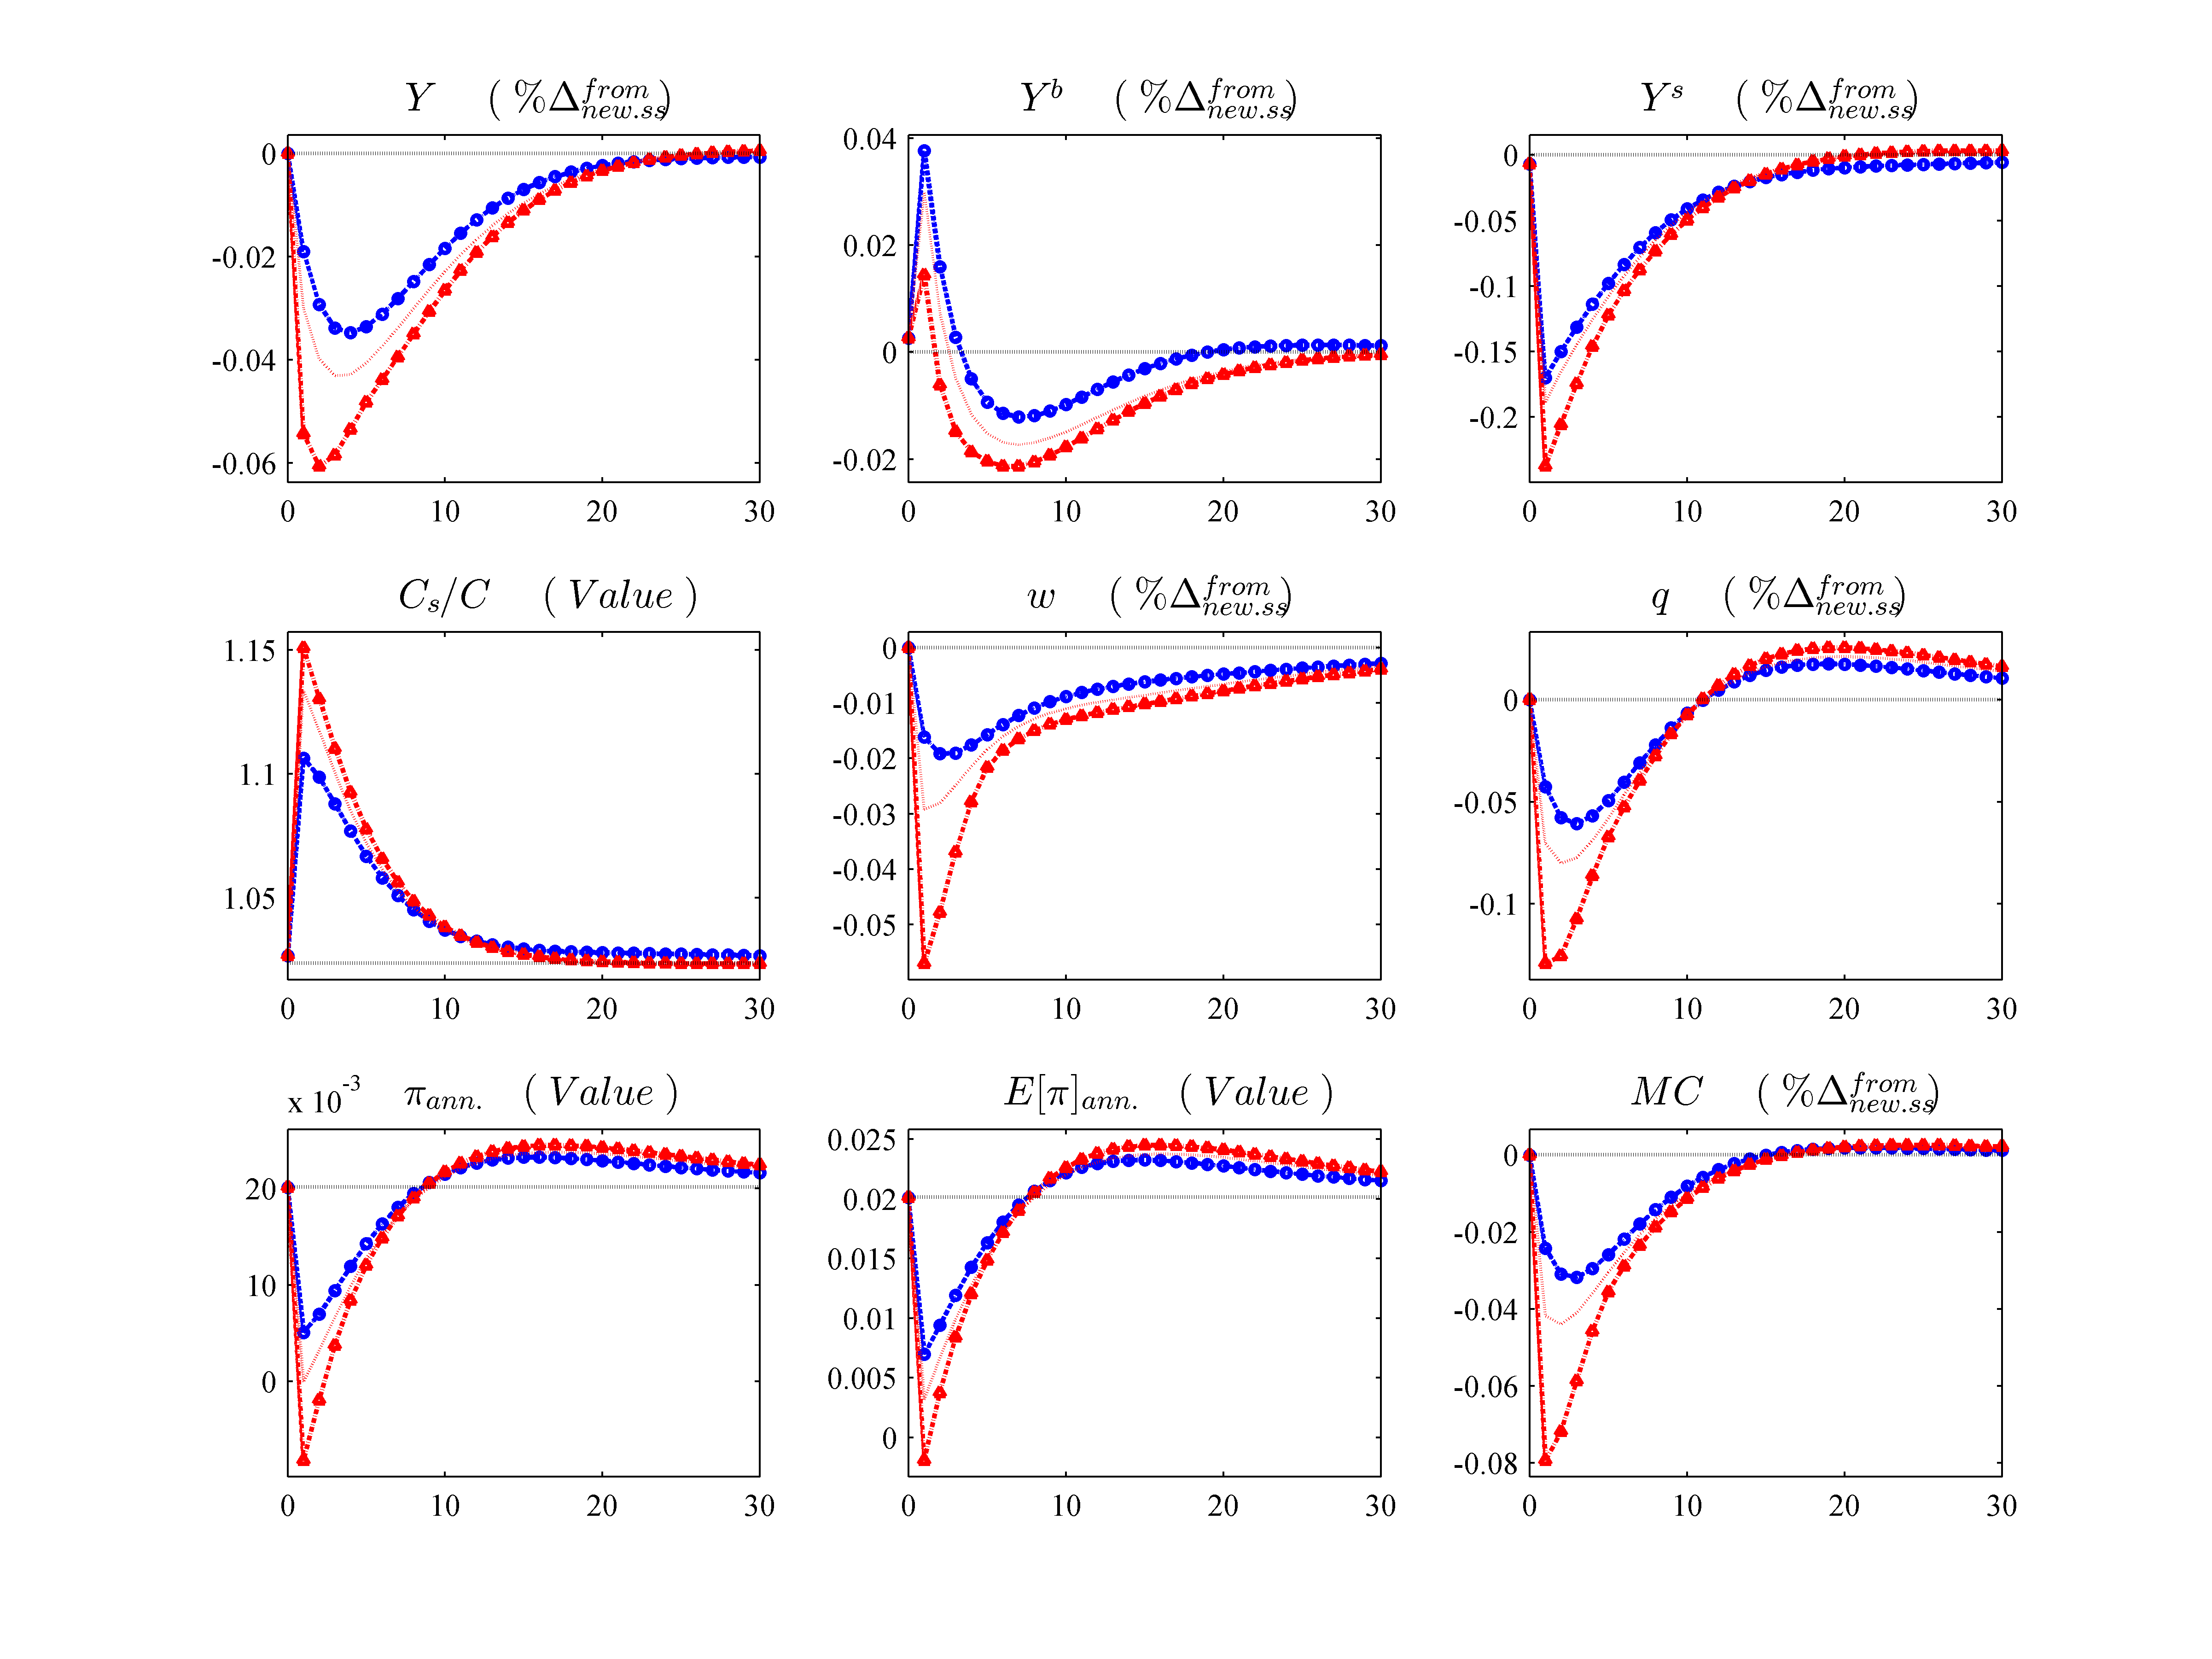 Y ( %Δ^{from}_{new.ss})
Y^b ( %Δ^{from}_{new.ss})
Y^s ( %Δ^{from}_{new.ss})
0
-0.02
-0.04
-0.06
0 10 20 30
0.04
0.02
0
-0.02
0 10 20 30
0
-0.05
-0.1
-0.15
-0.2
0 10 20 30
C_s/C ( Value )
w ( %Δ^{from}_{new.ss})
q ( %Δ^{from}_{new.ss})
1.15
1.1
1.05
0 10 20 30
0
-0.01
-0.02
-0.03
-0.04
-0.05
0 10 20 30
0
-0.05
-0.1
0 10 20 30
x 10^{-3} π_{ann.} ( Value )
E[π]_{ann.} ( Value )
MC ( %Δ^{from}_{new.ss})
20
10
0
0 10 20 30
0.025
0.02
0.015
0.01
0.005
0
0 10 20 30
0
-0.02
-0.04
-0.06
-0.08
0 10 20 30